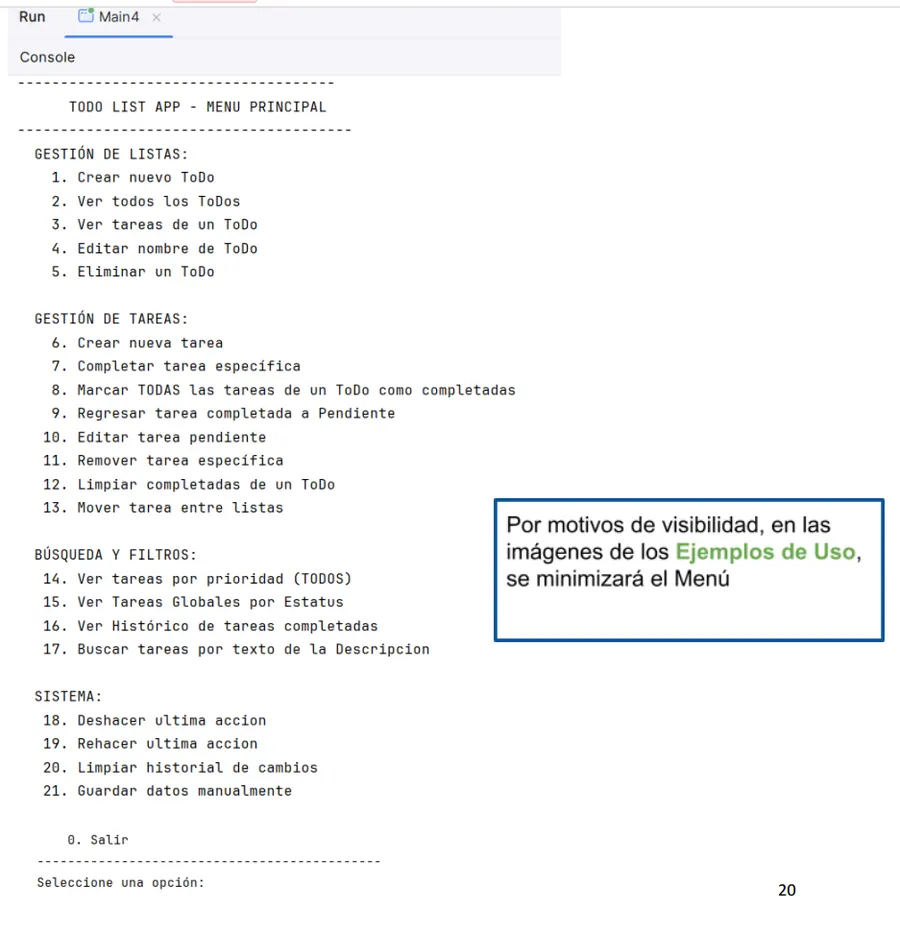 Run Main4 ×
Console
-------------------------------------
TODO LIST APP - MENU PRINCIPAL
---------------------------------------
GESTIÓN DE LISTAS:
1. Crear nuevo ToDo
2. Ver todos los ToDos
3. Ver tareas de un ToDo
4. Editar nombre de ToDo
5. Eliminar un ToDo
GESTIÓN DE TAREAS:
6. Crear nueva tarea
7. Completar tarea específica
8. Marcar TODAS las tareas de un ToDo como completadas
9. Regresar tarea completada a Pendiente
10. Editar tarea pendiente
11. Remover tarea específica
12. Limpiar completadas de un ToDo
13. Mover tarea entre listas
BÚSQUEDA Y FILTROS:
14. Ver tareas por prioridad (TODOS)
15. Ver Tareas Globales por Estatus
16. Ver Histórico de tareas completadas
17. Buscar tareas por texto de la Descripcion
SISTEMA:
18. Deshacer ultima accion
19. Rehacer ultima accion
20. Limpiar historial de cambios
21. Guardar datos manualmente
0. Salir
---------------------------------------------
Seleccione una opción:
Por motivos de visibilidad, en las
imágenes de los Ejemplos de Uso,
se minimizará el Menú
20